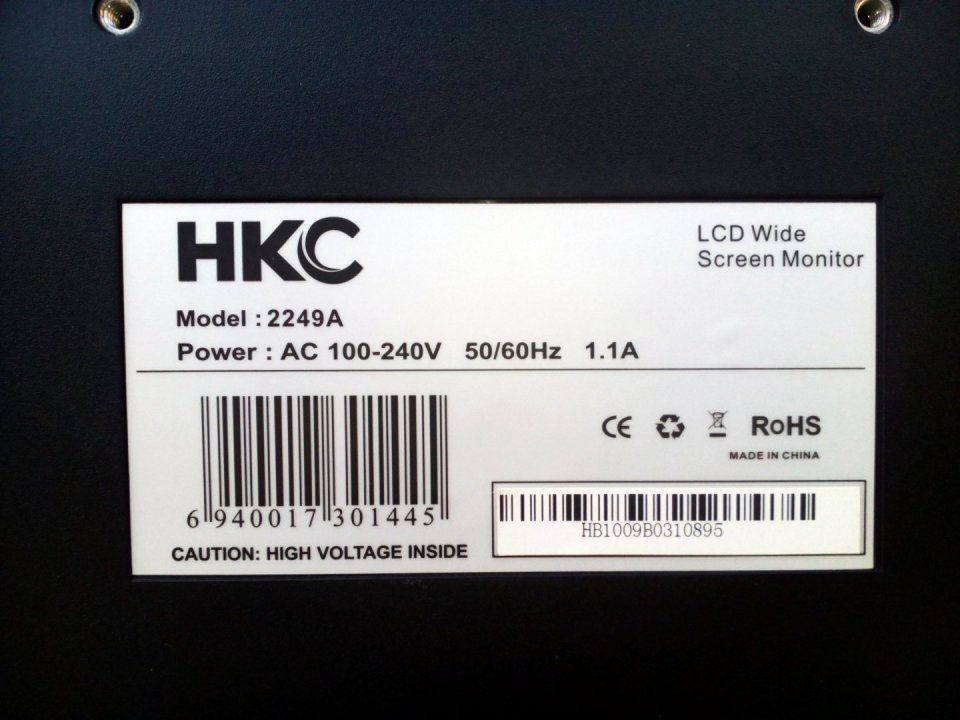 HKC
LCD Wide
Screen Monitor
Model : 2249A
Power : AC 100-240V 50/60Hz 1.1A
CE RoHS
MADE IN CHINA
6 940017 301445
HB1009B0310895
CAUTION: HIGH VOLTAGE INSIDE